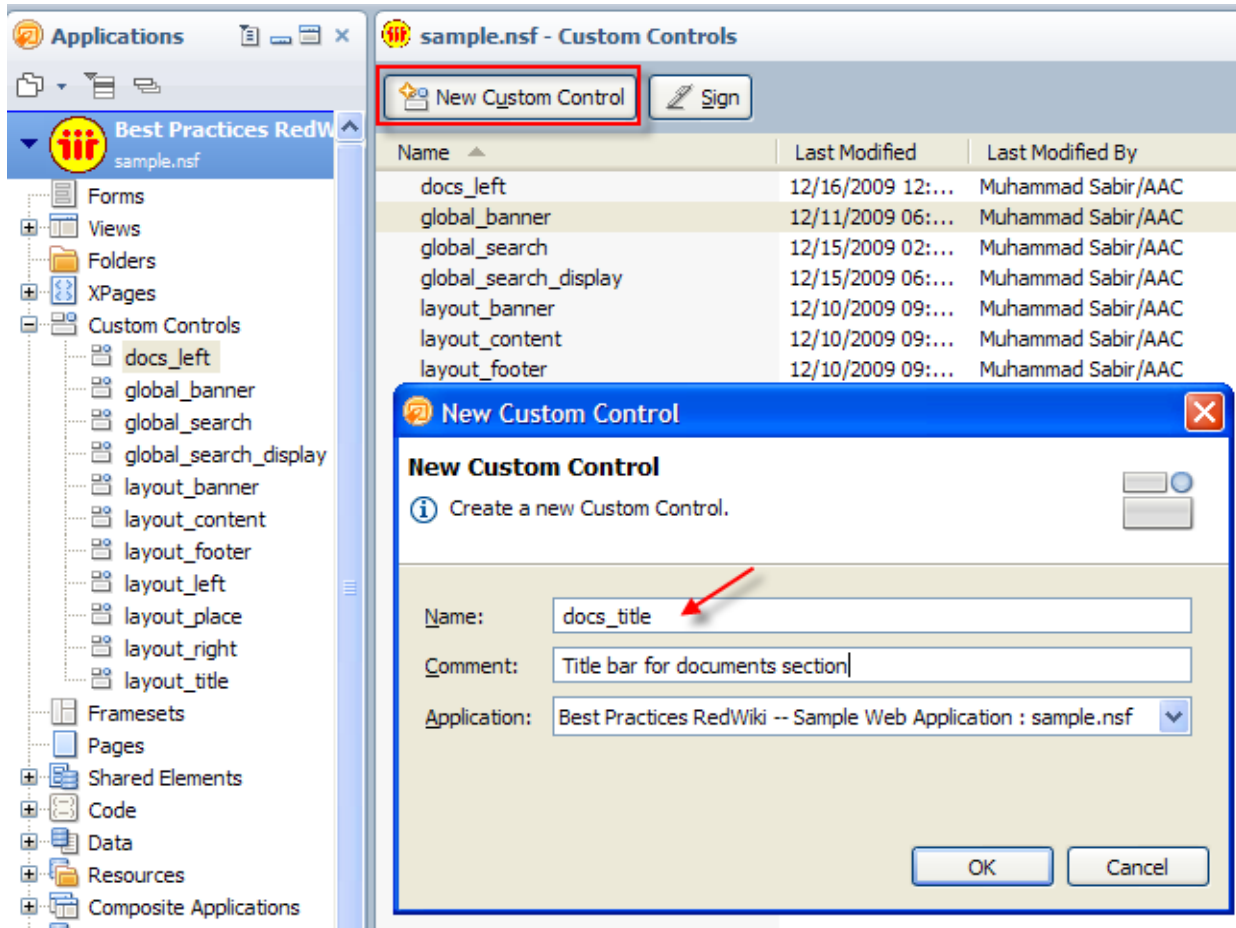 Applications
Best Practices RedW
sample.nsf
Forms
Views
Folders
XPages
Custom Controls
docs_left
global_banner
global_search
global_search_display
layout_banner
layout_content
layout_footer
layout_left
layout_place
layout_right
layout_title
Framesets
Pages
Shared Elements
Code
Data
Resources
Composite Applications
sample.nsf - Custom Controls
New Custom Control Sign
Name Last Modified Last Modified By
docs_left 12/16/2009 12:... Muhammad Sabir/AAC
global_banner 12/11/2009 06:... Muhammad Sabir/AAC
global_search 12/15/2009 02:... Muhammad Sabir/AAC
global_search_display 12/15/2009 06:... Muhammad Sabir/AAC
layout_banner 12/10/2009 09:... Muhammad Sabir/AAC
layout_content 12/10/2009 09:... Muhammad Sabir/AAC
layout_footer 12/10/2009 09:... Muhammad Sabir/AAC
New Custom Control
New Custom Control
Create a new Custom Control.
Name: docs_title
Comment: Title bar for documents section
Application: Best Practices RedWiki -- Sample Web Application : sample.nsf
OK Cancel